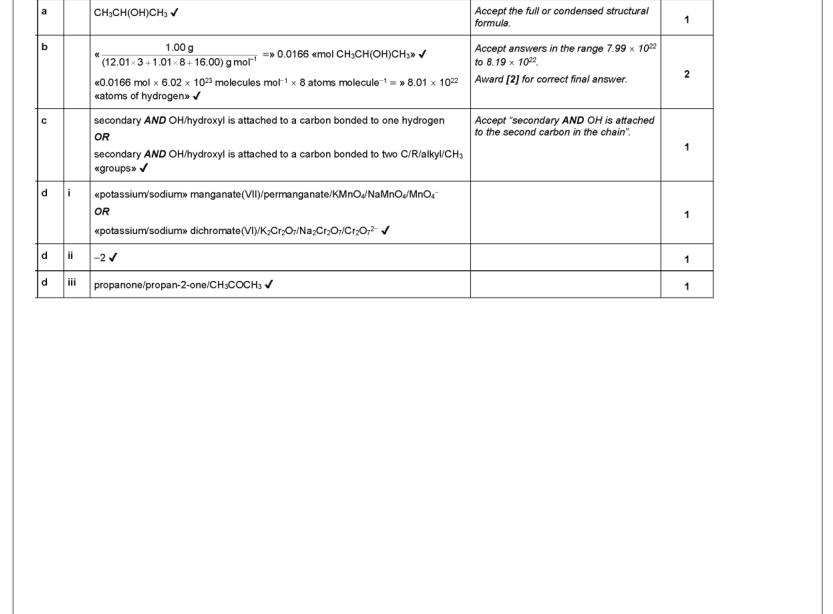 a CH₃CH(OH)CH₃ ✓ Accept the full or condensed structural formula. 1
b « 1.00 g / (12.01×3 + 1.01×8 + 16.00) g mol⁻¹ =» 0.0166 «mol CH₃CH(OH)CH₃» ✓
«0.0166 mol × 6.02 × 10²³ molecules mol⁻¹ × 8 atoms molecule⁻¹ = » 8.01 × 10²²
«atoms of hydrogen» ✓
Accept answers in the range 7.99 × 10²²
to 8.19 × 10²².
Award [2] for correct final answer.
2
c secondary AND OH/hydroxyl is attached to a carbon bonded to one hydrogen
OR
secondary AND OH/hydroxyl is attached to a carbon bonded to two C/R/alkyl/CH₃
«groups» ✓
Accept "secondary AND OH is attached
to the second carbon in the chain".
1
d i «potassium/sodium» manganate(VII)/permanganate/KMnO₄/NaMnO₄/MnO₄⁻
OR
«potassium/sodium» dichromate(VI)/K₂Cr₂O₇/Na₂Cr₂O₇/Cr₂O₇²⁻ ✓
1
d ii −2 ✓ 1
d iii propanone/propan-2-one/CH₃COCH₃ ✓ 1